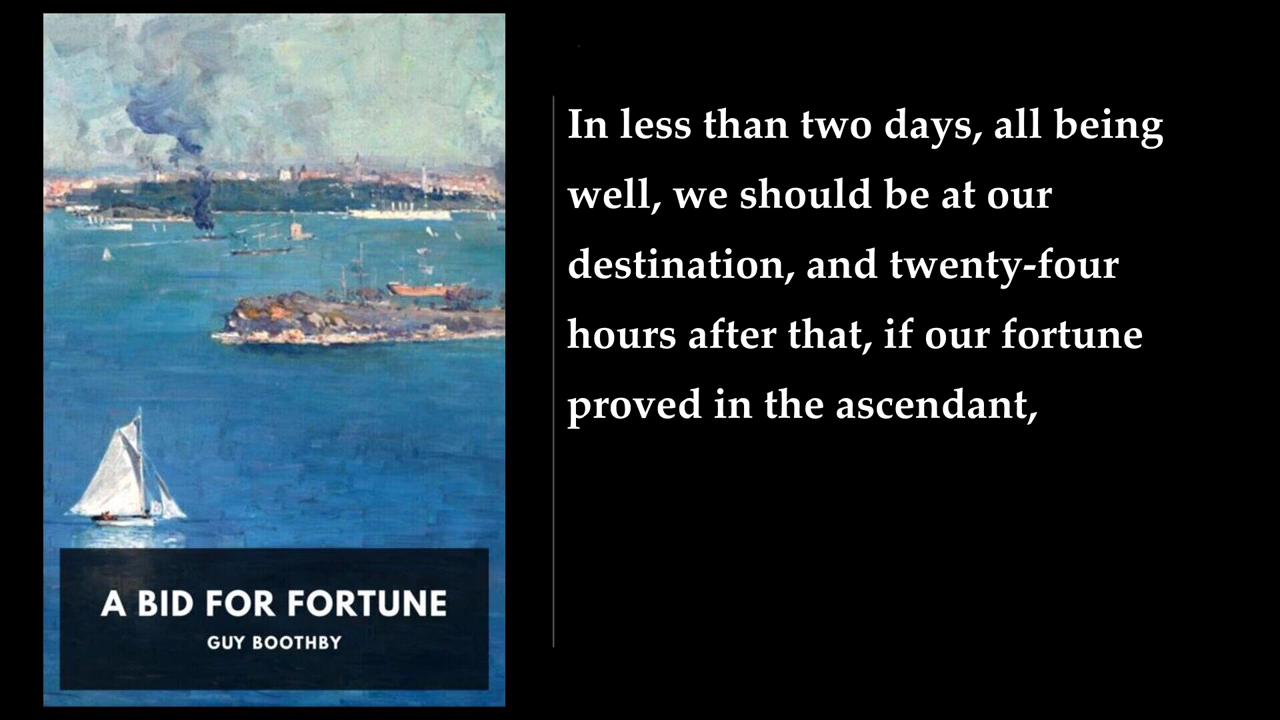 In less than two days, all being
well, we should be at our
destination, and twenty-four
hours after that, if our fortune
proved in the ascendant,
A BID FOR FORTUNE
GUY BOOTHBY